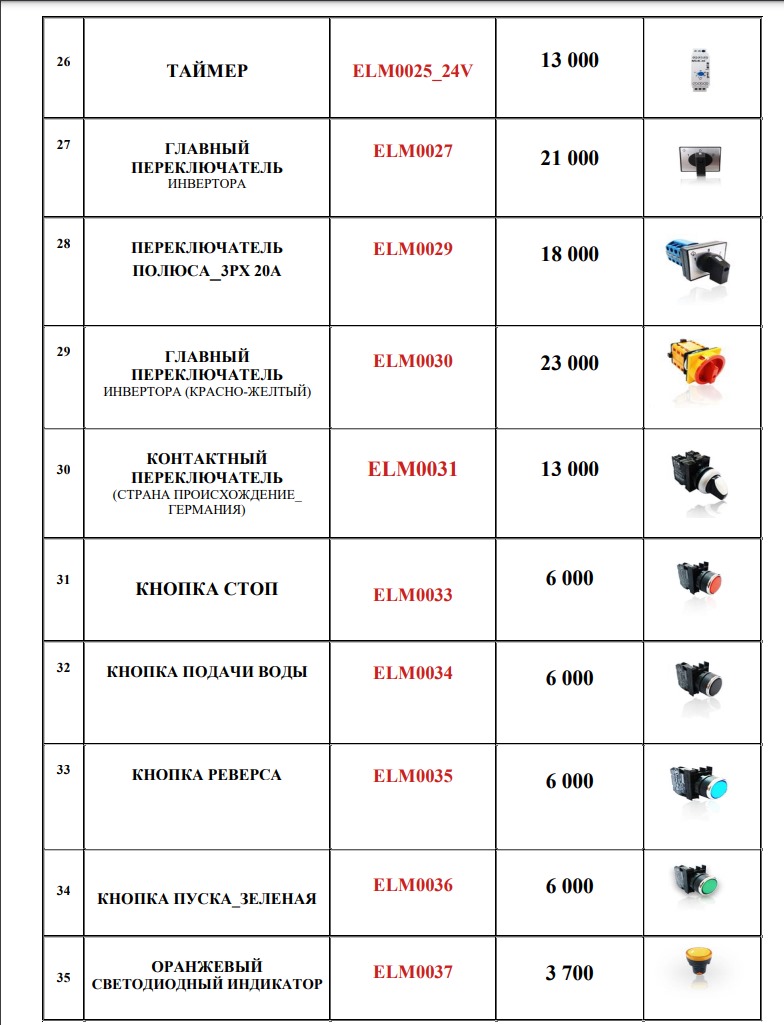 26
ТАЙМЕР
ELM0025_24V
13 000
27
ГЛАВНЫЙ
ПЕРЕКЛЮЧАТЕЛЬ
ИНВЕРТОРА
ELM0027
21 000
28
ПЕРЕКЛЮЧАТЕЛЬ
ПОЛЮСА_3PX 20A
ELM0029
18 000
29
ГЛАВНЫЙ
ПЕРЕКЛЮЧАТЕЛЬ
ИНВЕРТОРА (КРАСНО-ЖЕЛТЫЙ)
ELM0030
23 000
30
КОНТАКТНЫЙ
ПЕРЕКЛЮЧАТЕЛЬ
(СТРАНА ПРОИСХОЖДЕНИЕ_
ГЕРМАНИЯ)
ELM0031
13 000
31
КНОПКА СТОП
ELM0033
6 000
32
КНОПКА ПОДАЧИ ВОДЫ
ELM0034
6 000
33
КНОПКА РЕВЕРСА
ELM0035
6 000
34
КНОПКА ПУСКА_ЗЕЛЕНАЯ
ELM0036
6 000
35
ОРАНЖЕВЫЙ
СВЕТОДИОДНЫЙ ИНДИКАТОР
ELM0037
3 700